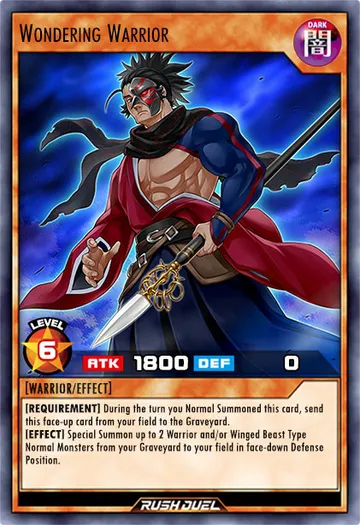 WONDERING WARRIOR
DARK
闇
LEVEL
6
ATK 1800 DEF 0
[WARRIOR/EFFECT]
[REQUIREMENT] During the turn you Normal Summoned this card, send
this face-up card from your field to the Graveyard.
[EFFECT] Special Summon up to 2 Warrior and/or Winged Beast Type
Normal Monsters from your Graveyard to your field in face-down Defense
Position.
RUSH DUEL